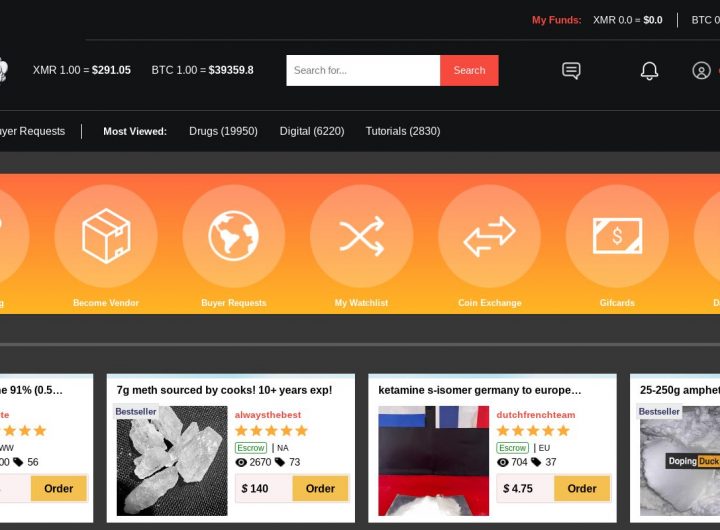 My Funds: XMR 0.0 = $0.0 BTC 0
XMR 1.00 = $291.05 BTC 1.00 = $39359.8 Search for... Search
uyer Requests Most Viewed: Drugs (19950) Digital (6220) Tutorials (2830)
g Become Vendor Buyer Requests My Watchlist Coin Exchange Gifcards D
$
ne 91% (0.5… 7g meth sourced by cooks! 10+ years exp! ketamine s-isomer germany to europe… 25-250g amphet
Bestseller Bestseller
te alwaysthebest dutchfrenchteam
WW Escrow | NA Escrow | EU
00 56 2670 73 704 37
Doping Duck
Order $ 140 Order $ 4.75 Order